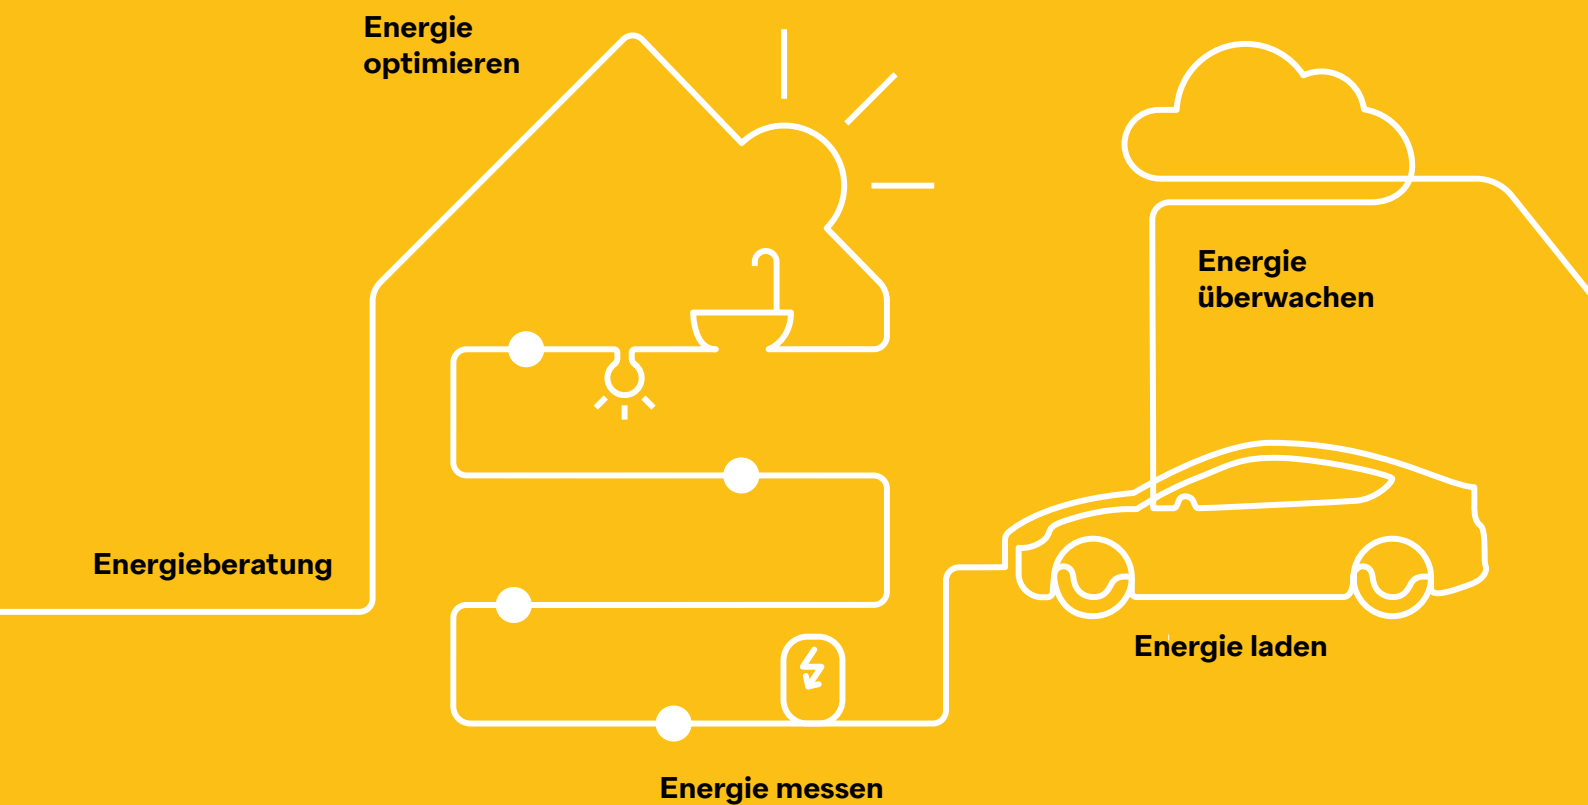 Energie
optimieren
Energie
überwachen
Energieberatung
Energie laden
Energie messen